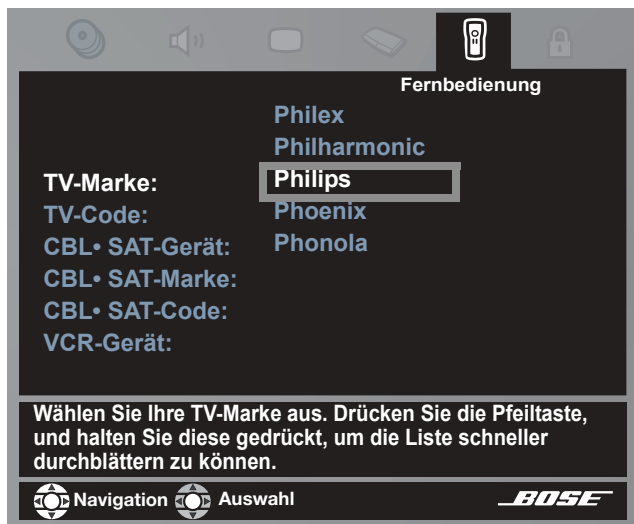 Fernbedienung
Philex
Philharmonic
TV-Marke: Philips
TV-Code: Phoenix
CBL• SAT-Gerät: Phonola
CBL• SAT-Marke:
CBL• SAT-Code:
VCR-Gerät:
Wählen Sie Ihre TV-Marke aus. Drücken Sie die Pfeiltaste,
und halten Sie diese gedrückt, um die Liste schneller
durchblättern zu können.
Navigation Auswahl BOSE